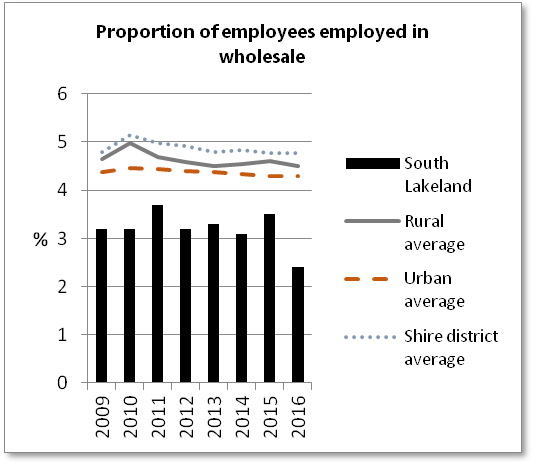 Proportion of employees employed in
wholesale
6
5
4
3
2
1
0
%
2009
2010
2011
2012
2013
2014
2015
2016
South
Lakeland
Rural
average
Urban
average
Shire district
average